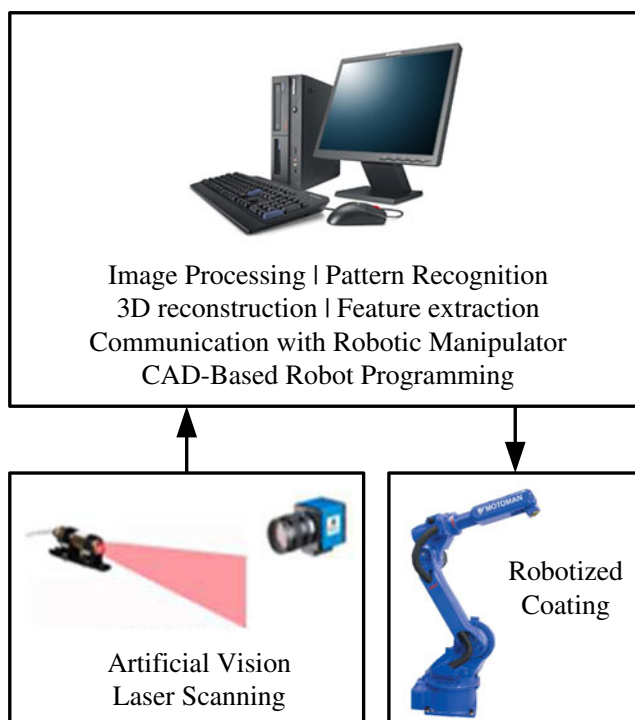 Image Processing | Pattern Recognition
3D reconstruction | Feature extraction
Communication with Robotic Manipulator
CAD-Based Robot Programming
Artificial Vision
Laser Scanning
MOTOMAN
Robotized
Coating